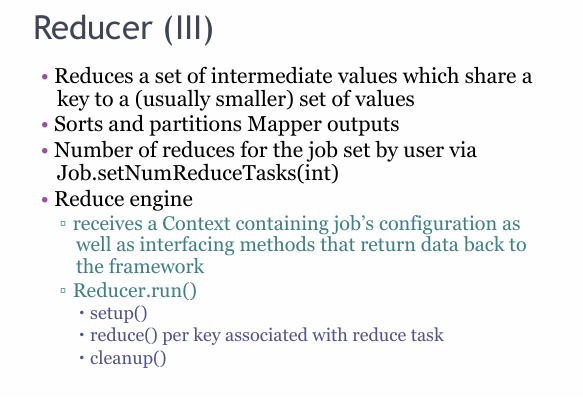 Reducer (III)
• Reduces a set of intermediate values which share a
key to a (usually smaller) set of values
• Sorts and partitions Mapper outputs
• Number of reduces for the job set by user via
Job.setNumReduceTasks(int)
• Reduce engine
▫ receives a Context containing job's configuration as
well as interfacing methods that return data back to
the framework
▫ Reducer.run()
• setup()
• reduce() per key associated with reduce task
• cleanup()